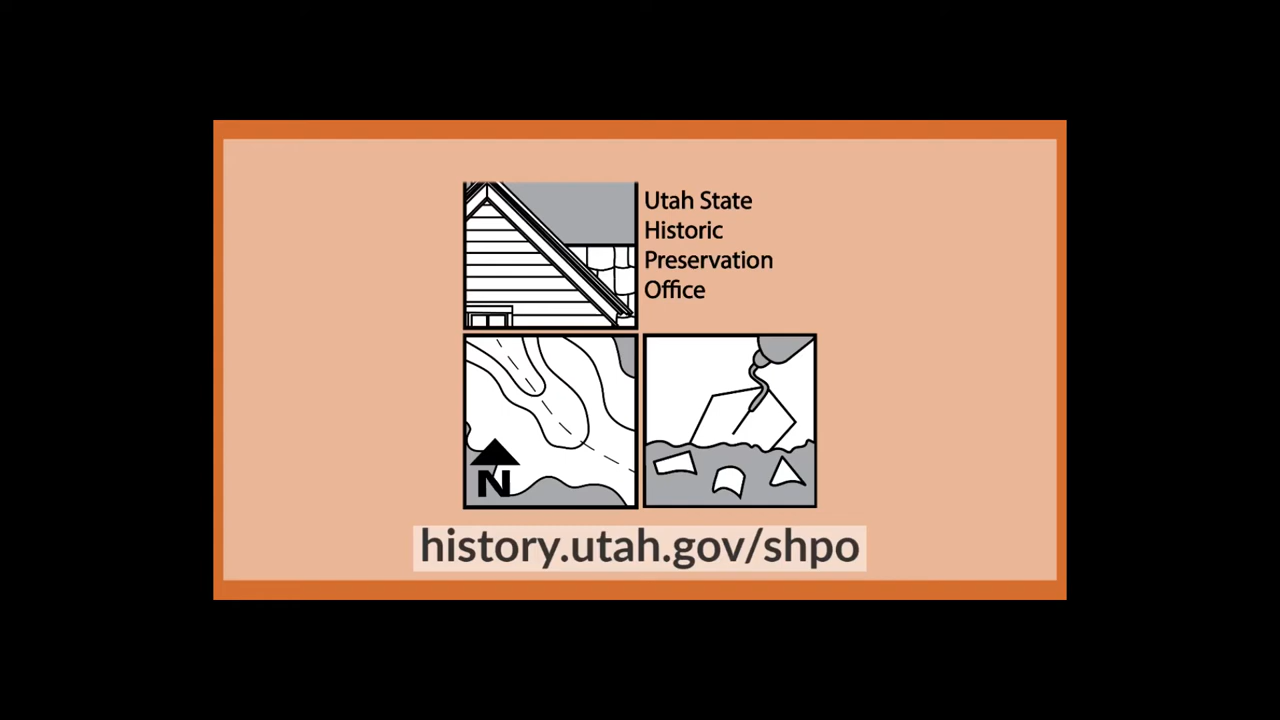 Utah State
Historic
Preservation
Office
N
history.utah.gov/shpo